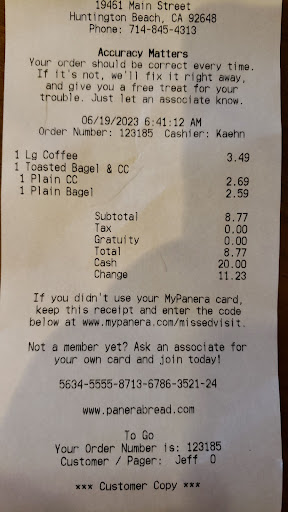 19461 Main Street
Huntington Beach, CA 92648
Phone: 714-845-4313
Accuracy Matters
Your order should be correct every time.
If it's not, we'll fix it right away,
and give you a free treat for your
trouble. Just let an associate know.
06/19/2023 6:41:12 AM
Order Number: 123185 Cashier: Kaehn
1 Lg Coffee 3.49
1 Toasted Bagel & CC
1 Plain CC 2.69
1 Plain Bagel 2.59
Subtotal 8.77
Tax 0.00
Gratuity 0.00
Total 8.77
Cash 20.00
Change 11.23
If you didn't use your MyPanera card,
keep this receipt and enter the code
below at www.mypanera.com/missedvisit.
Not a member yet? Ask an associate for
your own card and join today!
5634-5555-8713-6786-3521-24
www.panerabread.com
To Go
Your Order Number is: 123185
Customer / Pager: Jeff 0
*** Customer Copy ***